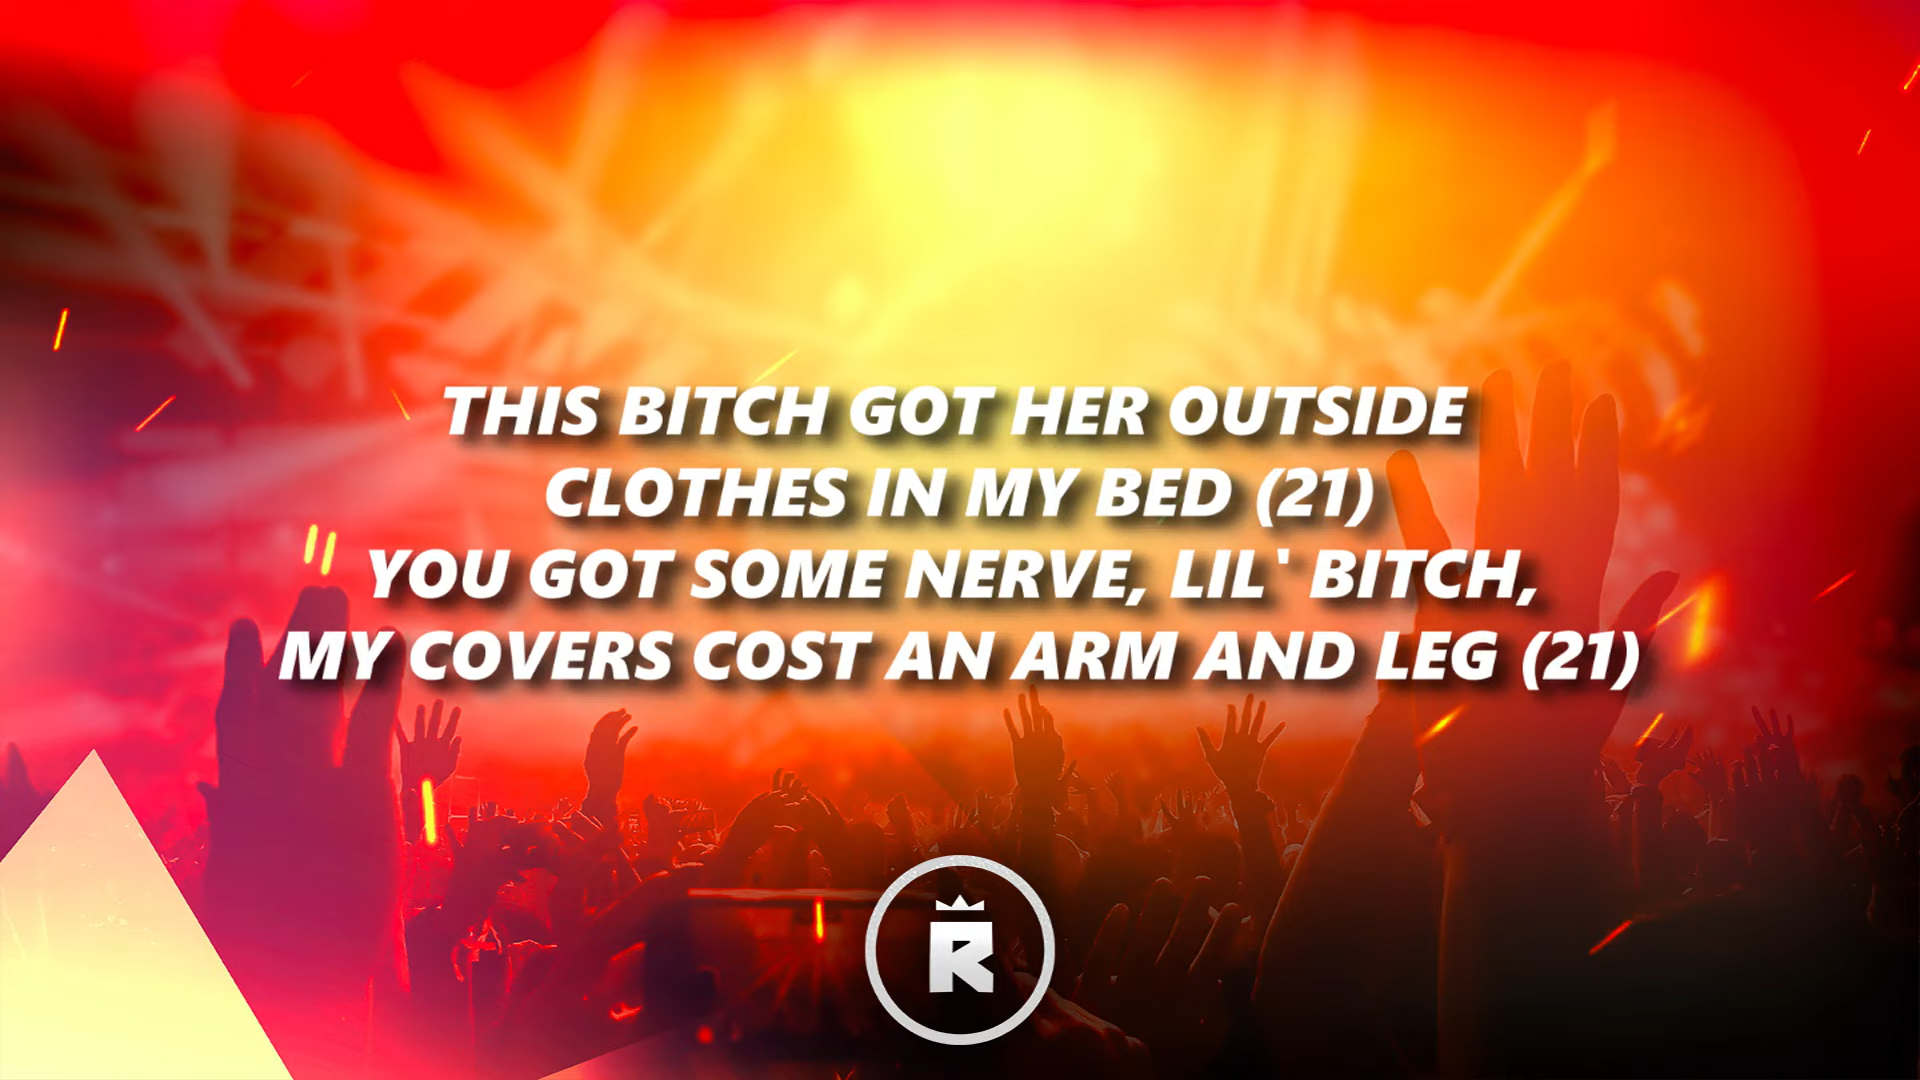 THIS BITCH GOT HER OUTSIDE
CLOTHES IN MY BED (21)
YOU GOT SOME NERVE, LIL' BITCH,
MY COVERS COST AN ARM AND LEG (21)
R